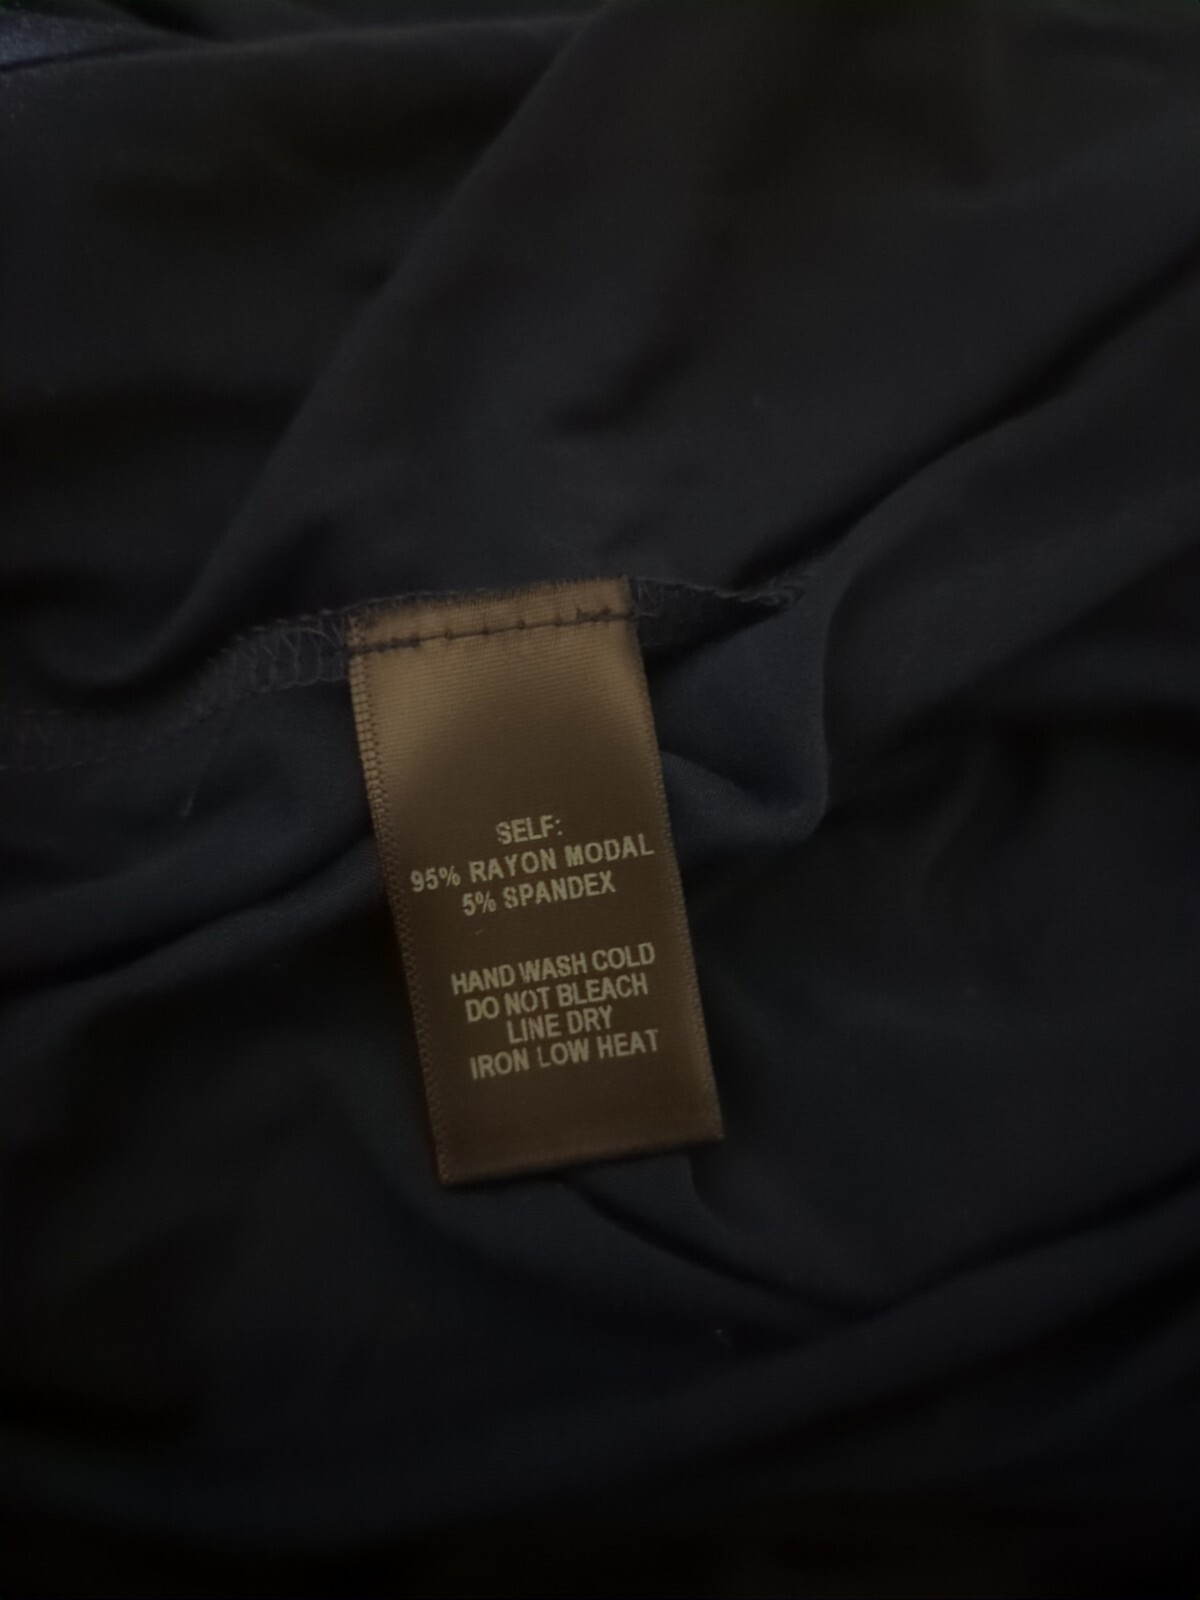 SELF:
95% RAYON MODAL
5% SPANDEX
HAND WASH COLD
DO NOT BLEACH
LINE DRY
IRON LOW HEAT